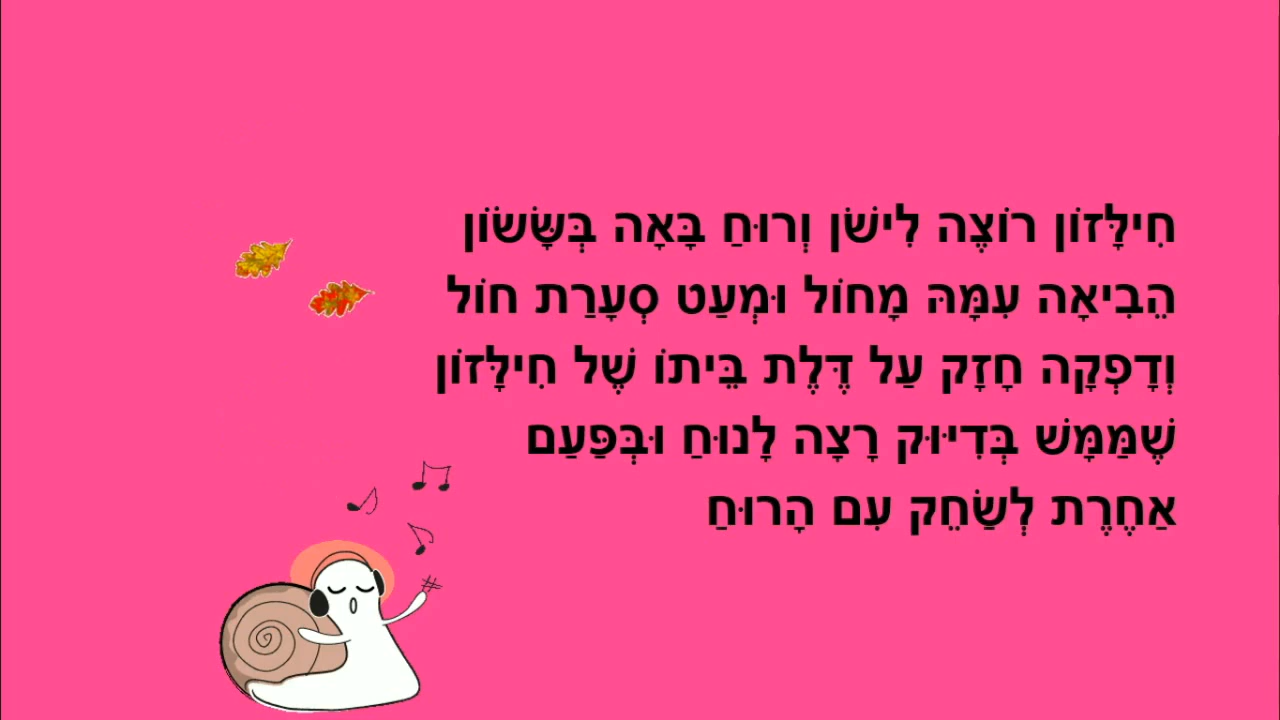 חִילָּזוֹן רוֹצֶה לִישׁן וְרוּחַ בָּאָה בְּשָּׂשׂוֹן
הֵבִיאָה עִמָּהּ מָחוֹל וּמְעַט סְעָרַת חוֹל
וְדָפְקָה חָזָק עַל דֶּלֶת בֵּיתוֹ שֶׁל חִילָּזוֹן
שֶׁמַּמָּשׁ בְּדִיּוּק רָצָה לָנוּחַ וּבְּפַּעַם
אַחֶרֶת לְשַׂחֵק עִם הָרוּחַ